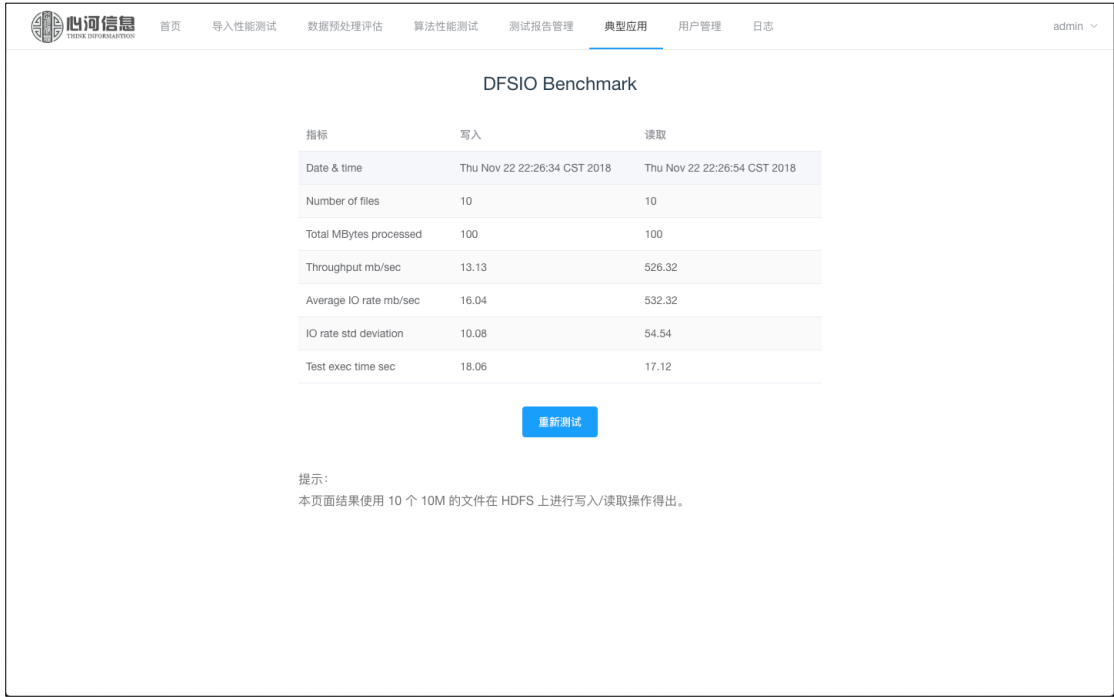 心河信息
THINK INFORMANTION
首页 导入性能测试 数据预处理评估 算法性能测试 测试报告管理 典型应用 用户管理 日志 admin
DFSIO Benchmark
指标 写入 读取
Date & time Thu Nov 22 22:26:34 CST 2018 Thu Nov 22 22:26:54 CST 2018
Number of files 10 10
Total MBytes processed 100 100
Throughput mb/sec 13.13 526.32
Average IO rate mb/sec 16.04 532.32
IO rate std deviation 10.08 54.54
Test exec time sec 18.06 17.12
重新测试
提示：
本页面结果使用 10 个 10M 的文件在 HDFS 上进行写入/读取操作得出。